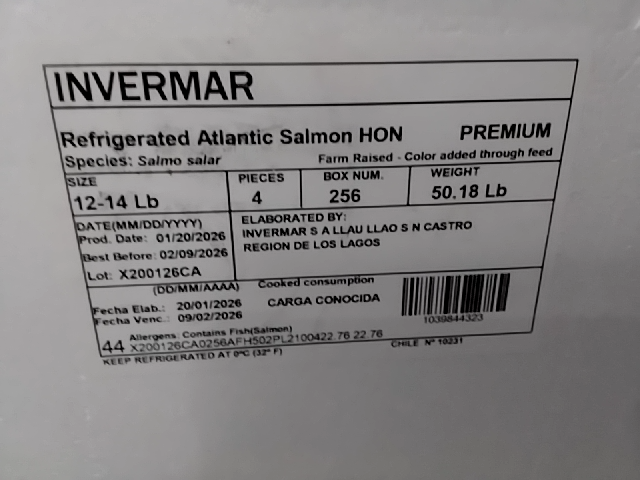 INVERMAR
Refrigerated Atlantic Salmon HON PREMIUM
Species: Salmo salar Farm Raised - Color added through feed
SIZE PIECES BOX NUM. WEIGHT
12-14 Lb 4 256 50.18 Lb
DATE(MM/DD/YYYY)
Prod. Date: 01/20/2026
Best Before: 02/09/2026
Lot: X200126CA
ELABORATED BY:
INVERMAR S A LLAU LLAO S N CASTRO
REGION DE LOS LAGOS
(DD/MM/AAAA) Cooked consumption
Fecha Elab.: 20/01/2026 CARGA CONOCIDA
Fecha Venc.: 09/02/2026
1039844323
Allergens: Contains Fish(Salmon)
44 X200126CA0256AFH502PL2100422 76 22 76
CHILE Nº 10231
KEEP REFRIGERATED AT 0ºC (32º F)